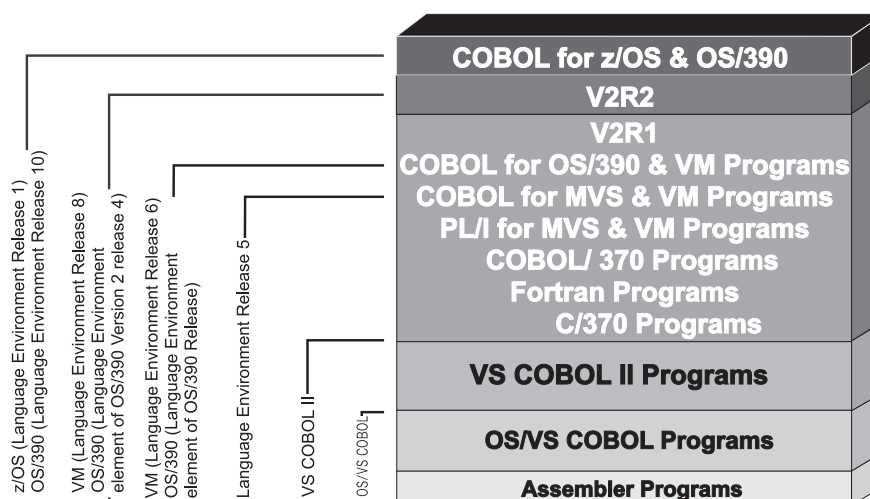 COBOL for z/OS & OS/390
V2R2
V2R1
COBOL for OS/390 & VM Programs
COBOL for MVS & VM Programs
PL/I for MVS & VM Programs
COBOL/ 370 Programs
Fortran Programs
C/370 Programs
VS COBOL II Programs
OS/VS COBOL Programs
Assembler Programs
z/OS (Language Environment Release 1)
OS/390 (Language Environment Release 10)
VM (Language Environment Release 8)
OS/390 (Language Environment
element of OS/390 Version 2 release 4)
VM (Language Environment Release 6)
OS/390 (Language Environment
element of OS/390 Release)
Language Environment Release 5
VS COBOL II
OS/VS COBOL